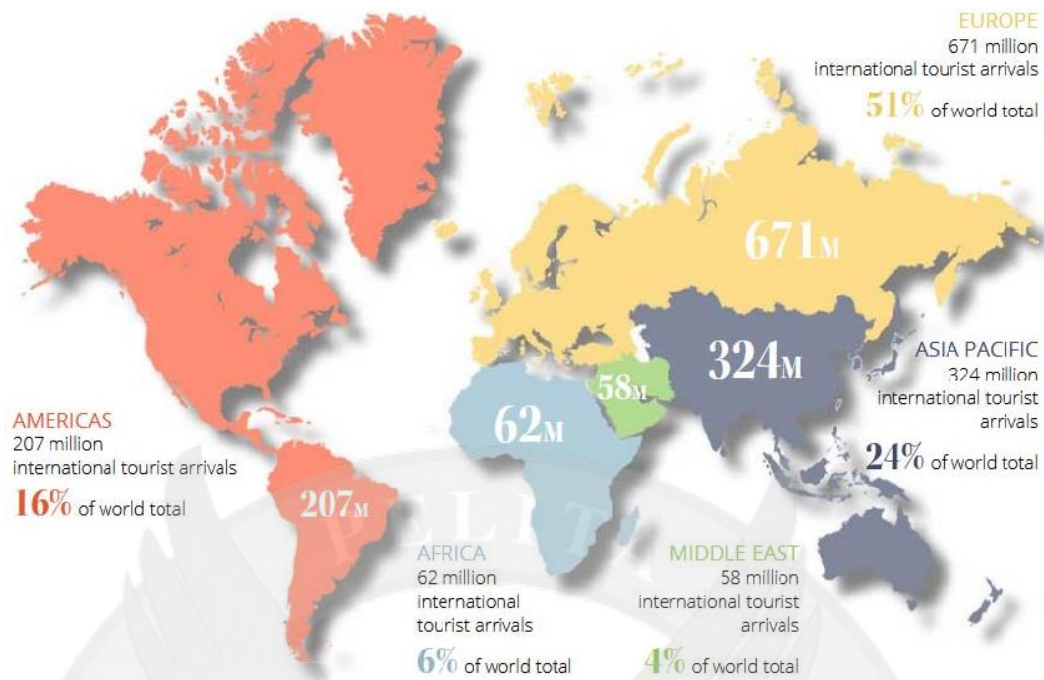 EUROPE
671 million
international tourist arrivals
51% of world total
671M
324M
58M
62M
207M
ASIA PACIFIC
324 million
international tourist
arrivals
24% of world total
AMERICAS
207 million
international tourist arrivals
16% of world total
AFRICA
62 million
international
tourist arrivals
6% of world total
MIDDLE EAST
58 million
international tourist
arrivals
4% of world total
PELITA